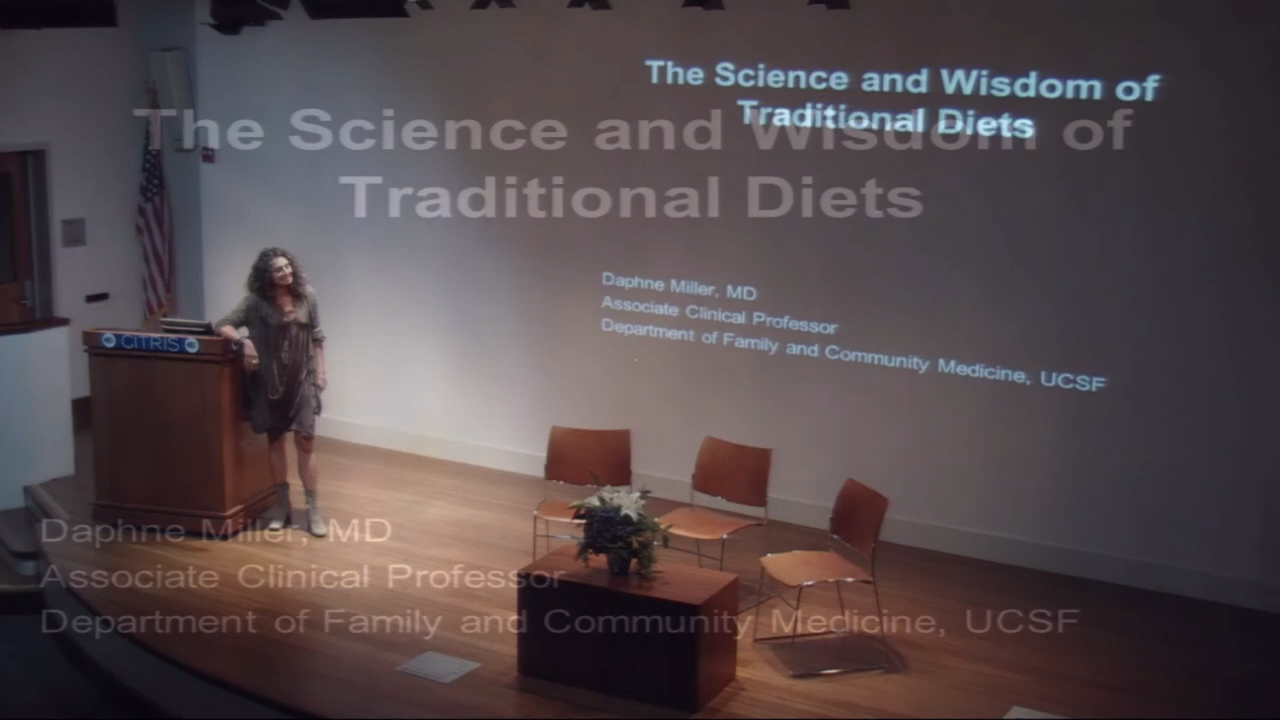 The Science and Wisdom of
Traditional Diets
Daphne Miller, MD
Associate Clinical Professor
Department of Family and Community Medicine, UCSF
The Science and Wisdom of
Traditional Diets
CITRIS
Daphne Miller, MD
Associate Clinical Professor
Department of Family and Community Medicine, UCSF